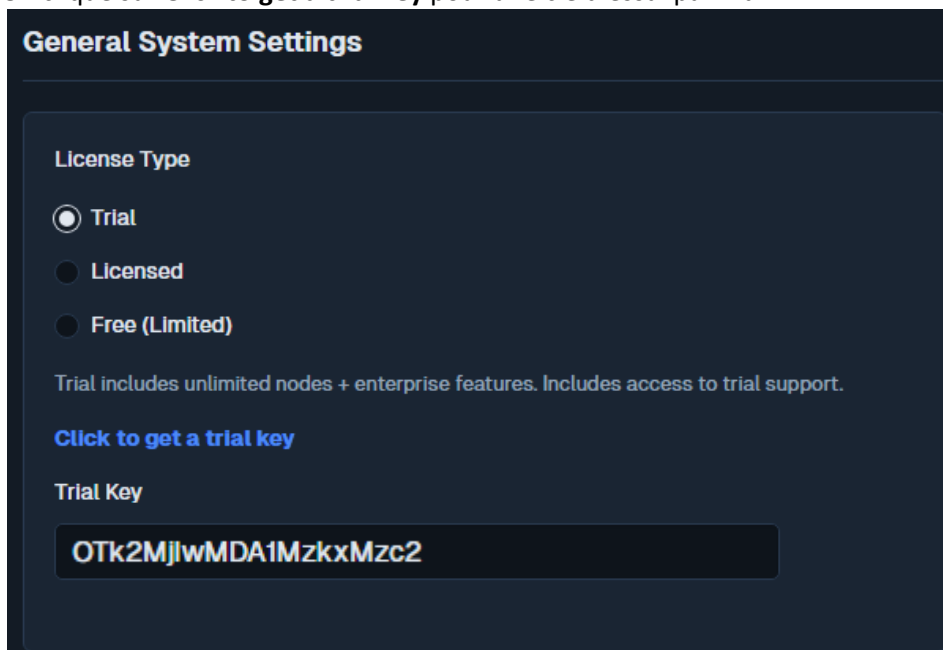 General System Settings
License Type
Trial
Licensed
Free (Limited)
Trial includes unlimited nodes + enterprise features. Includes access to trial support.
Click to get a trial key
Trial Key
OTk2MjIwMDA1MzkxMzc2